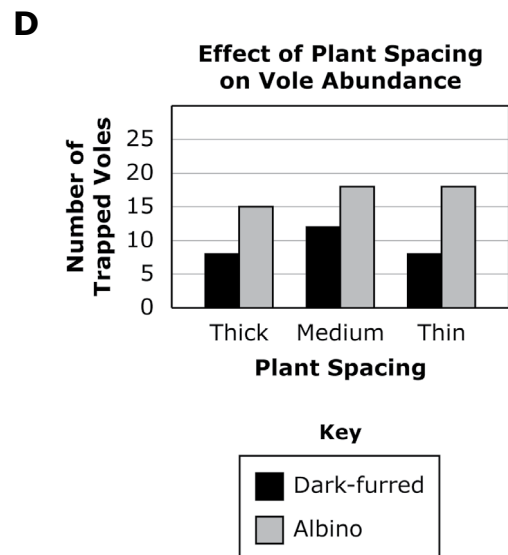 D
Effect of Plant Spacing
on Vole Abundance
Number of
Trapped Voles
25
20
15
10
5
0
Thick Medium Thin
Plant Spacing
Key
Dark-furred
Albino